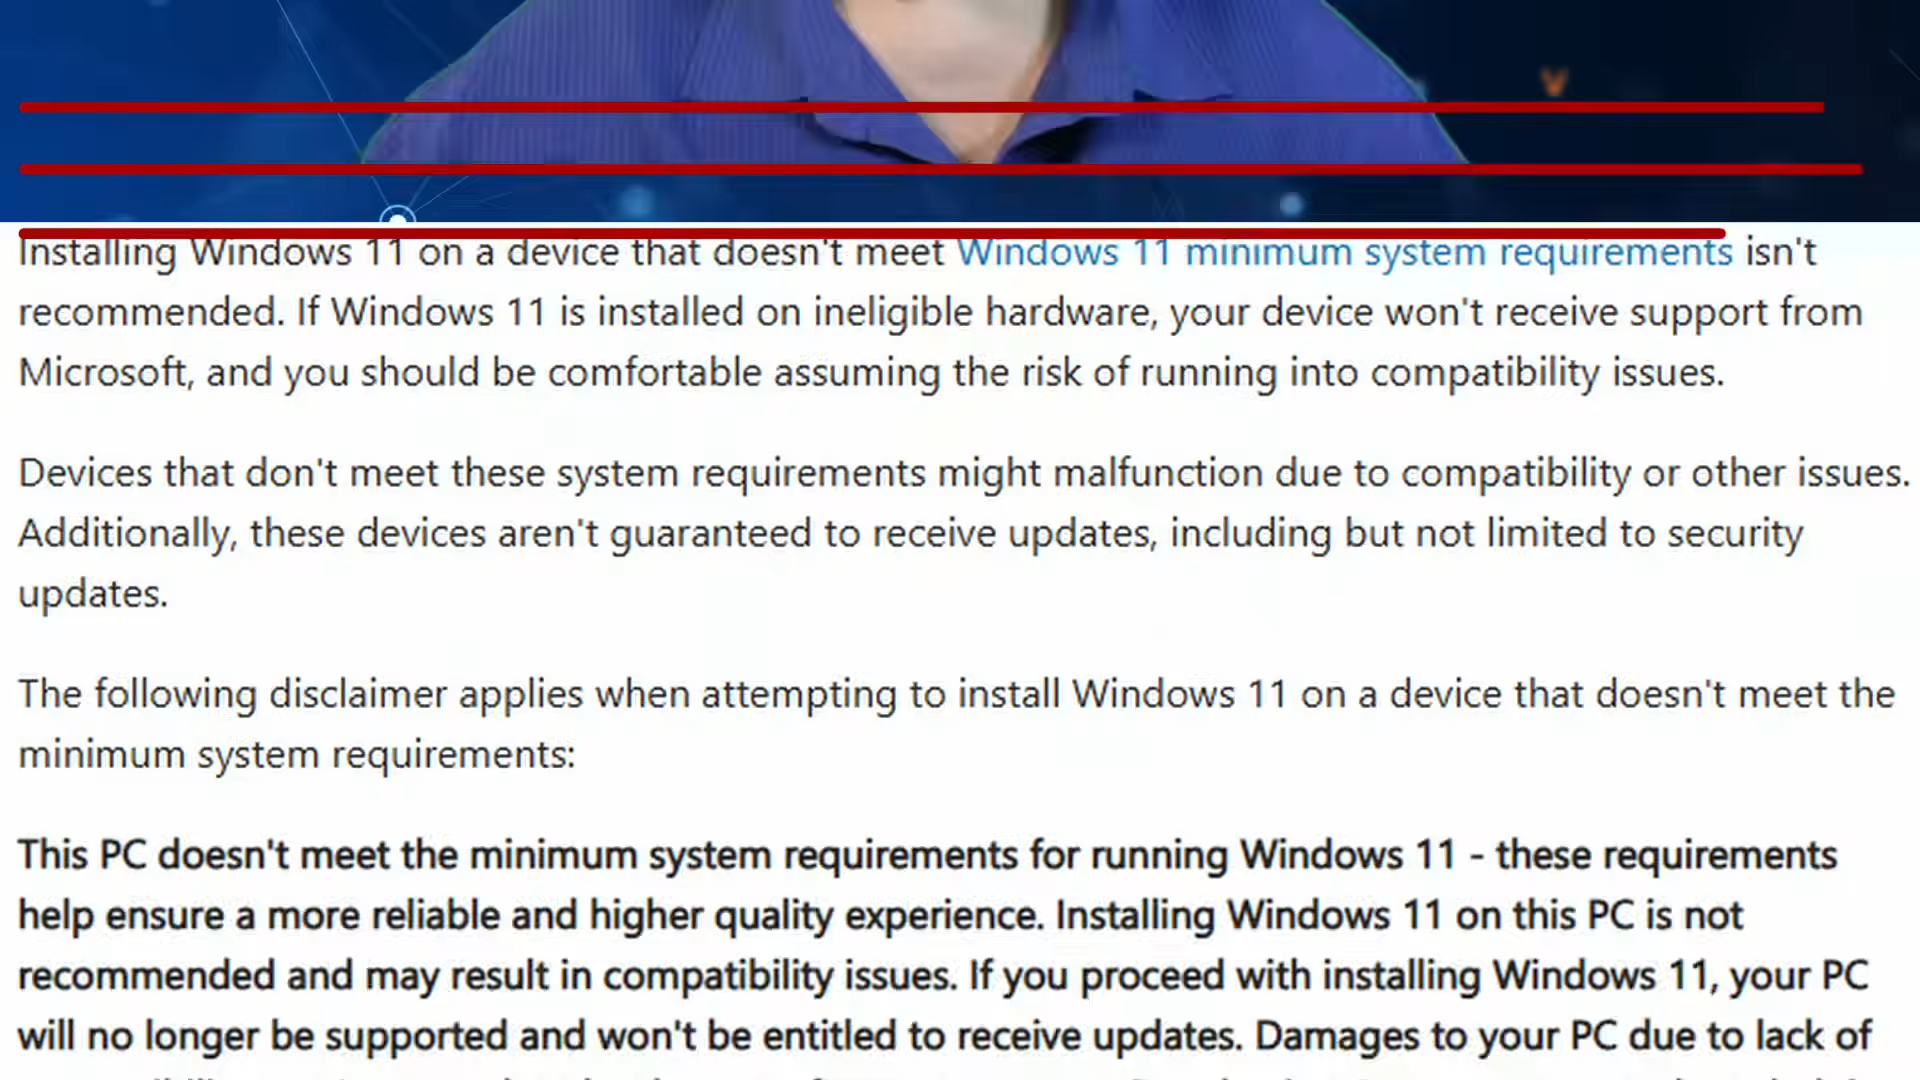 Installing Windows 11 on a device that doesn't meet Windows 11 minimum system requirements isn't
recommended. If Windows 11 is installed on ineligible hardware, your device won't receive support from
Microsoft, and you should be comfortable assuming the risk of running into compatibility issues.
Devices that don't meet these system requirements might malfunction due to compatibility or other issues.
Additionally, these devices aren't guaranteed to receive updates, including but not limited to security
updates.
The following disclaimer applies when attempting to install Windows 11 on a device that doesn't meet the
minimum system requirements:
This PC doesn't meet the minimum system requirements for running Windows 11 - these requirements
help ensure a more reliable and higher quality experience. Installing Windows 11 on this PC is not
recommended and may result in compatibility issues. If you proceed with installing Windows 11, your PC
will no longer be supported and won't be entitled to receive updates. Damages to your PC due to lack of